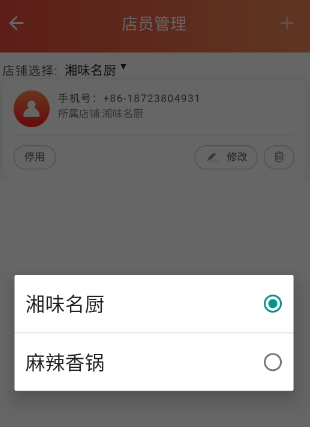 店员管理
店铺选择: 湘味名厨
手机号：+86-18723804931
所属店铺:湘味名厨
停用 修改
湘味名厨
麻辣香锅